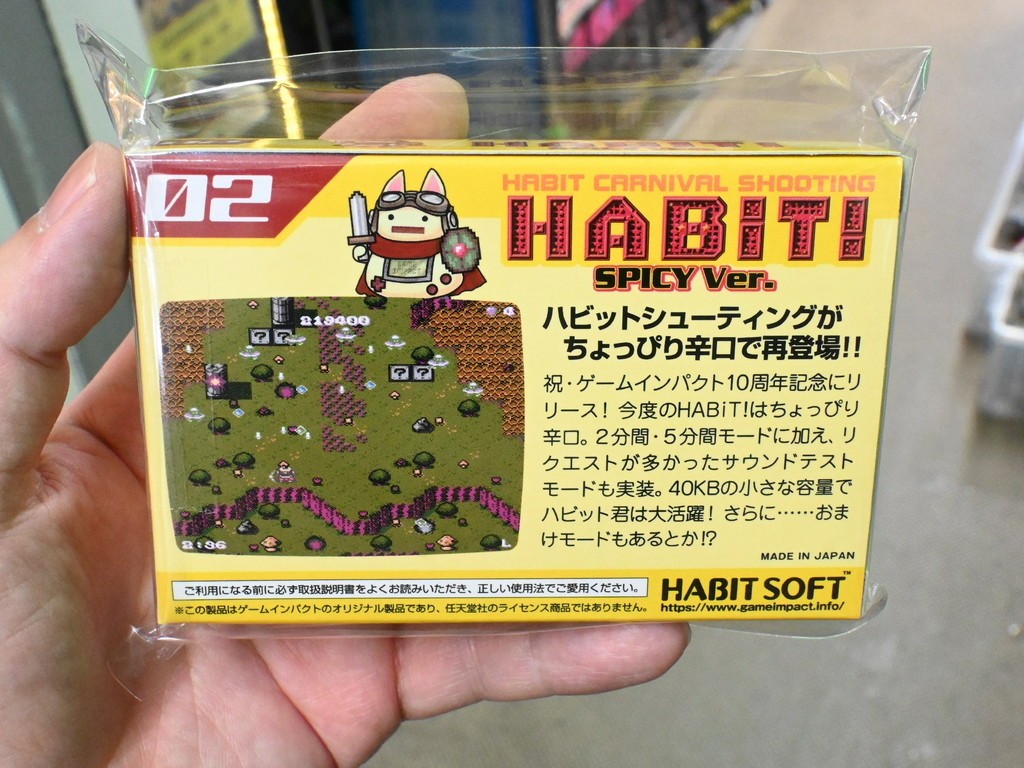 02
HABIT CARNIVAL SHOOTING
HABiT!
SPICY Ver.
219400
4
? ?
? ?
2:36
L
ハビットシューティングが
ちょっぴり辛口で再登場!!
祝・ゲームインパクト10周年記念にリ
リース! 今度のHABiT!はちょっぴり
辛口。2分間・5分間モードに加え、リ
クエストが多かったサウンドテスト
モードも実装。40KBの小さな容量で
ハビット君は大活躍! さらに……おま
けモードもあるとか!?
MADE IN JAPAN
ご利用になる前に必ず取扱説明書をよくお読みいただき、正しい使用法でご愛用ください。
※この製品はゲームインパクトのオリジナル製品であり、任天堂社のライセンス商品ではありません。
HABIT SOFT™
https://www.gameimpact.info/